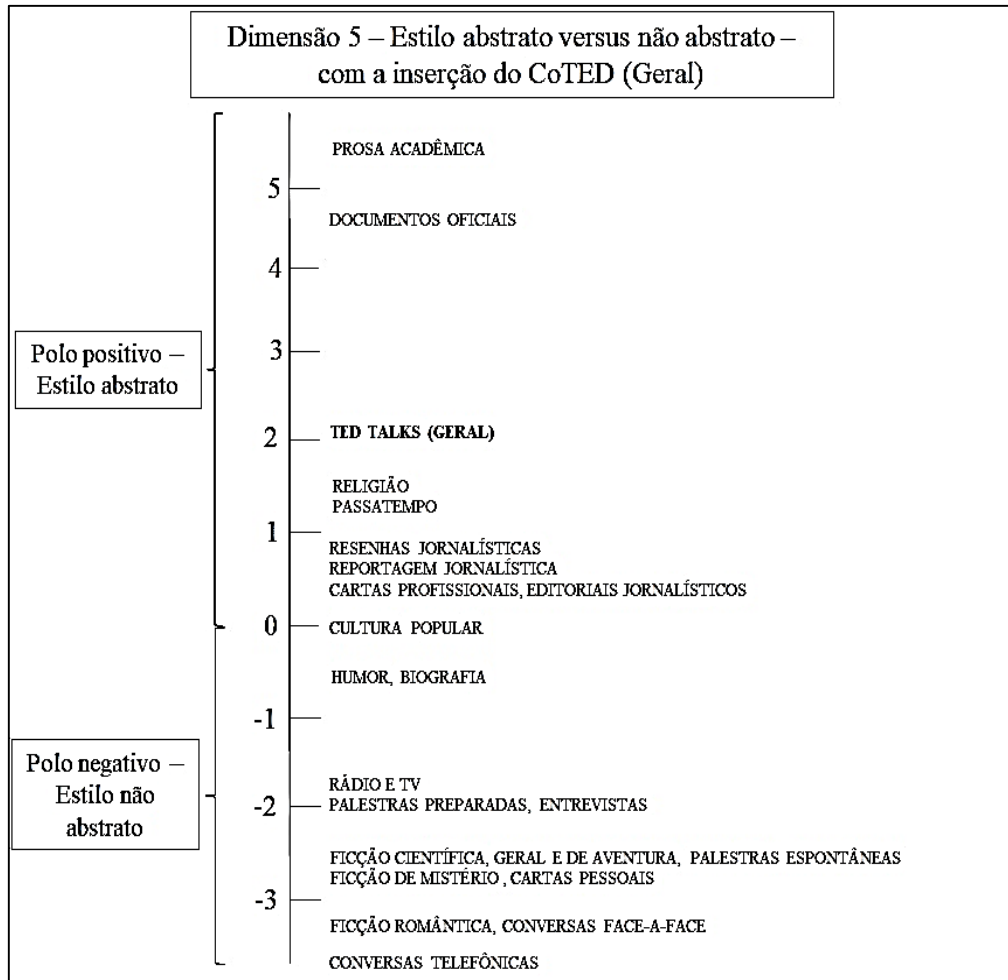 Dimensão 5 – Estilo abstrato versus não abstrato –
com a inserção do CoTED (Geral)
PROSA ACADÊMICA
5
DOCUMENTOS OFICIAIS
4
3
Polo positivo –
Estilo abstrato
2
TED TALKS (GERAL)
RELIGIÃO
PASSATEMPO
1
RESENHAS JORNALÍSTICAS
REPORTAGEM JORNALÍSTICA
CARTAS PROFISSIONAIS, EDITORIAIS JORNALÍSTICOS
0
CULTURA POPULAR
HUMOR, BIOGRAFIA
-1
Polo negativo –
Estilo não
abstrato
RÁDIO E TV
-2
PALESTRAS PREPARADAS, ENTREVISTAS
FICÇÃO CIENTÍFICA, GERAL E DE AVENTURA, PALESTRAS ESPONTÂNEAS
FICÇÃO DE MISTÉRIO , CARTAS PESSOAIS
-3
FICÇÃO ROMÂNTICA, CONVERSAS FACE-A-FACE
CONVERSAS TELEFÔNICAS